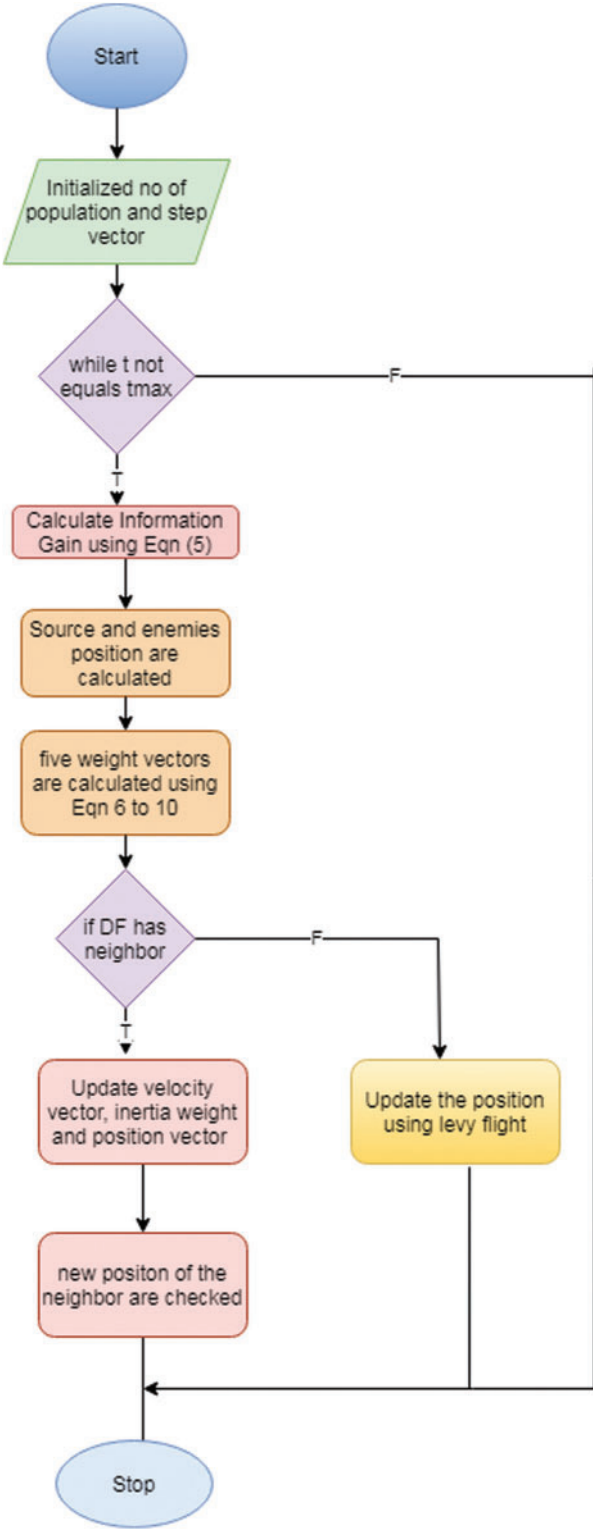 Start
Initialized no of
population and step
vector
while t not
equals tmax
F
T
Calculate Information
Gain using Eqn (5)
Source and enemies
position are
calculated
five weight vectors
are calculated using
Eqn 6 to 10
if DF has
neighbor
F
T
Update velocity
vector, inertia weight
and position vector
Update the position
using levy flight
new positon of the
neighbor are checked
Stop